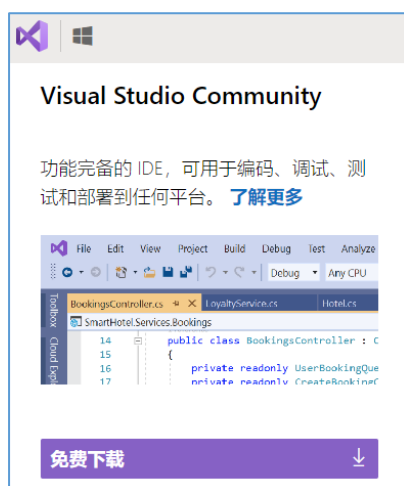 Visual Studio Community
功能完备的 IDE，可用于编码、调试、测
试和部署到任何平台。 了解更多
File Edit View Project Build Debug Test Analyze
Debug Any CPU
BookingsController.cs LoyaltyService.cs Hotel.cs
Toolbox
Cloud Expl
SmartHotel.Services.Bookings
14 public class BookingsController : C
15 {
16 private readonly UserBookingQue
17 private readonly CreateBookingC
免费下载